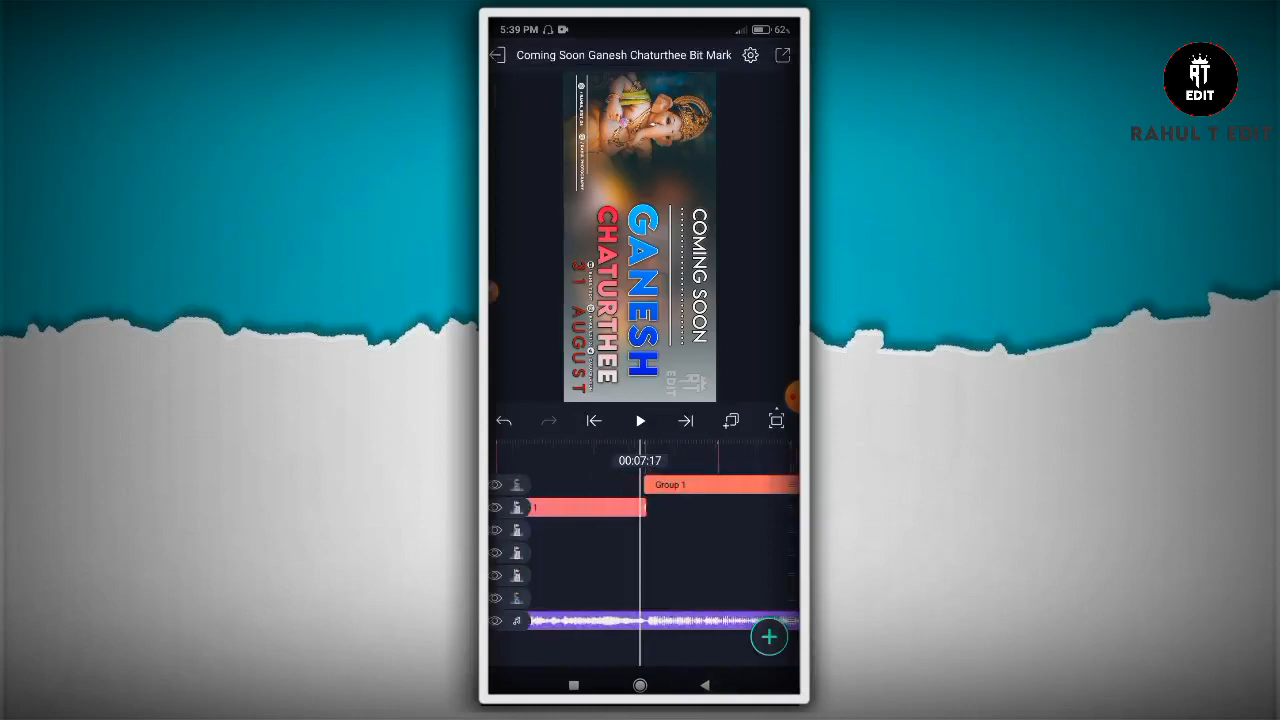 5:39 PM
62%
Coming Soon Ganesh Chaturthee Bit Mark
RT
EDIT
RAHUL T EDIT
COMING SOON
GANESH
CHATURTHEE
31 AUGUST
RT
EDIT
00:07:17
Group 1
1